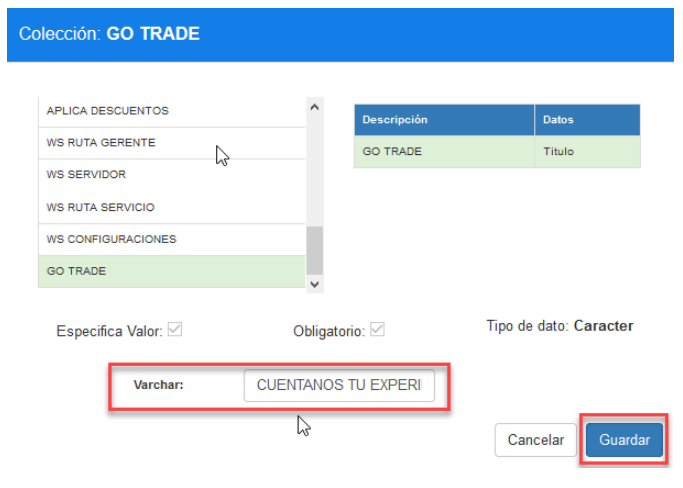 Colección: GO TRADE
APLICA DESCUENTOS
WS RUTA GERENTE
WS SERVIDOR
WS RUTA SERVICIO
WS CONFIGURACIONES
GO TRADE
Descripción Datos
GO TRADE Titulo
Especifica Valor:
Obligatorio:
Tipo de dato: Caracter
Varchar: CUENTANOS TU EXPERI
Cancelar Guardar